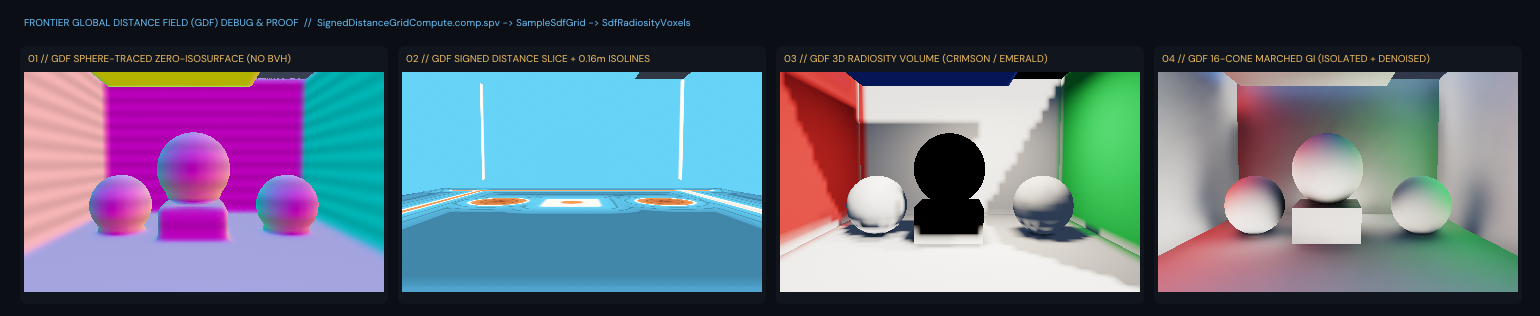 FRONTIER GLOBAL DISTANCE FIELD (GDF) DEBUG & PROOF // SignedDistanceGridCompute.comp.spv -> SampleSdfGrid -> SdfRadiosityVoxels
01 // GDF SPHERE-TRACED ZERO-ISOSURFACE (NO BVH)
02 // GDF SIGNED DISTANCE SLICE + 0.16m ISOLINES
03 // GDF 3D RADIOSITY VOLUME (CRIMSON / EMERALD)
04 // GDF 16-CONE MARCHED GI (ISOLATED + DENOISED)